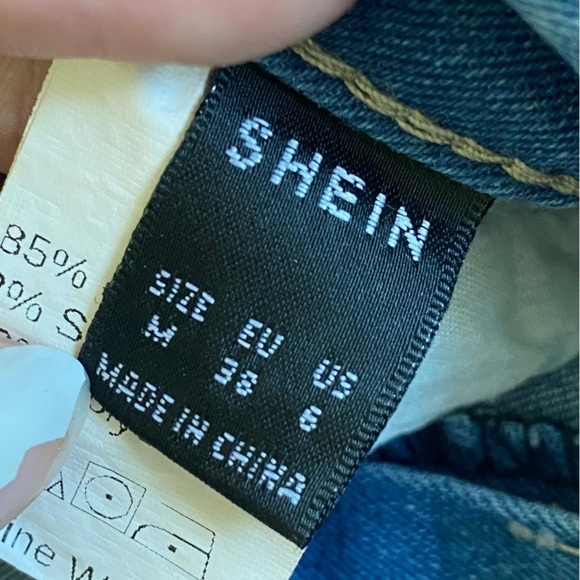 SHEIN
SIZE EU US
M 38 6
MADE IN CHINA
85%
% S